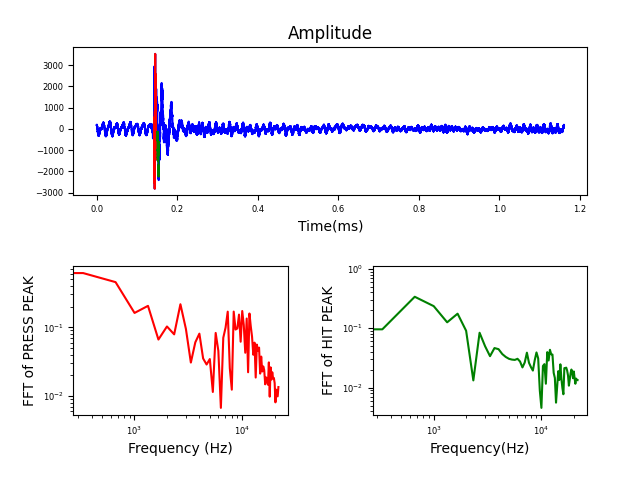 Amplitude
3000
2000
1000
0
−1000
−2000
−3000
0.0 0.2 0.4 0.6 0.8 1.0 1.2
Time(ms)
FFT of PRESS PEAK
10⁻¹
10⁻²
10³ 10⁴
Frequency (Hz)
FFT of HIT PEAK
10⁰
10⁻¹
10⁻²
10³ 10⁴
Frequency(Hz)